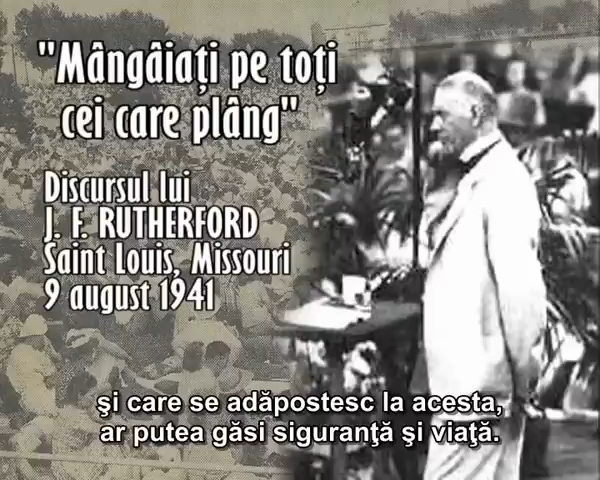 "Mângâiați pe toți
cei care plâng"
Discursul lui
J. F. RUTHERFORD
Saint Louis, Missouri
9 august 1941
şi care se adăpostesc la acesta,
ar putea găsi siguranţă şi viaţă.